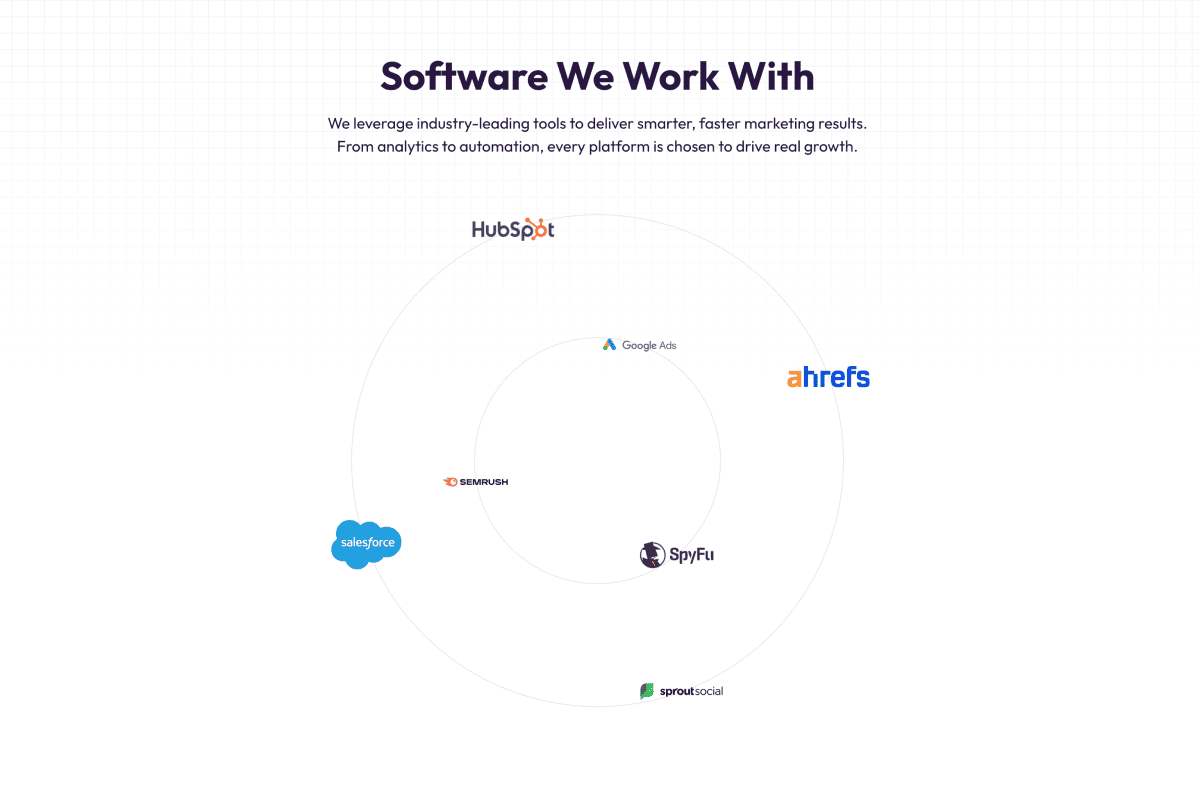 Software We Work With
We leverage industry-leading tools to deliver smarter, faster marketing results.
From analytics to automation, every platform is chosen to drive real growth.
HubSpot
Google Ads
ahrefs
SEMRUSH
salesforce
SpyFu
sproutsocial